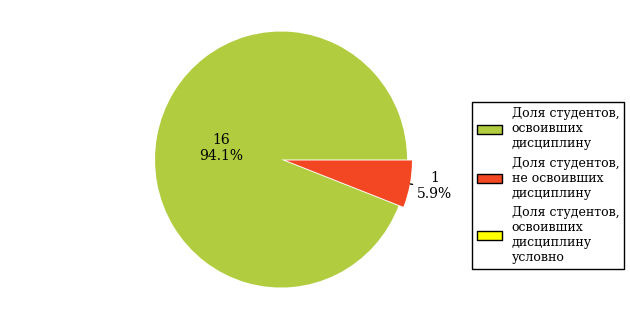 16
94.1%
1
5.9%
Доля студентов,
освоивших
дисциплину
Доля студентов,
не освоивших
дисциплину
Доля студентов,
освоивших
дисциплину
условно